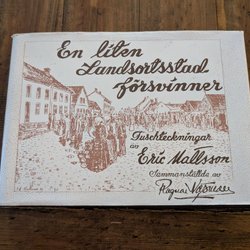 En liten
Landsortsstad
försvinner
Tuschteckningar
av
Eric Mattsson
Sammanställda av
Ragnar